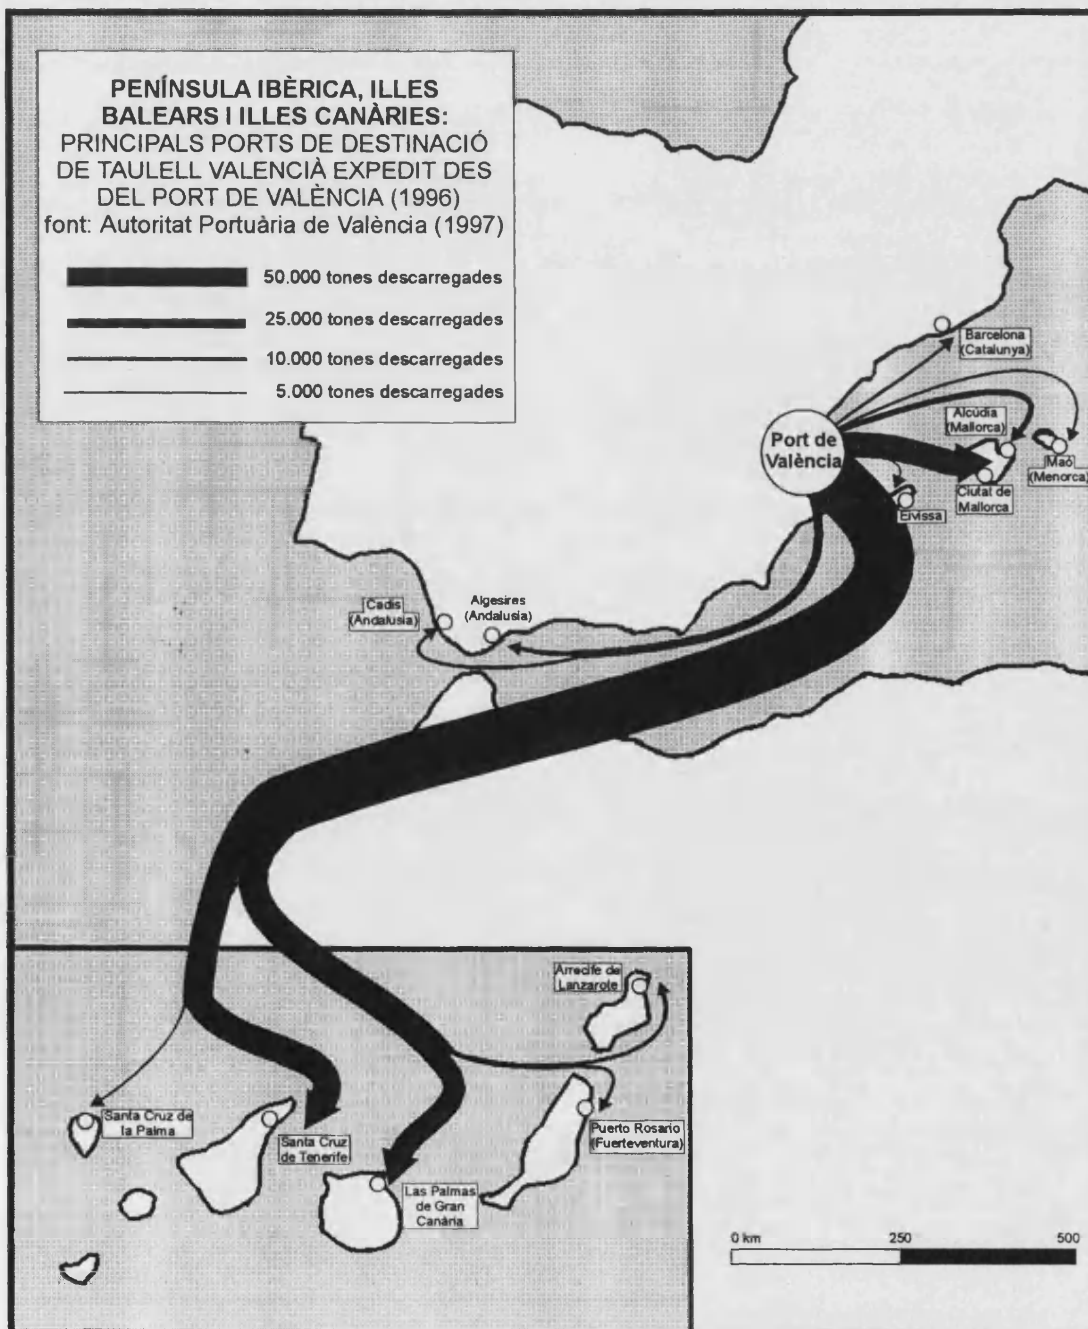 PENÍNSULA IBÈRICA, ILLES
BALEARS I ILLES CANÀRIES:
PRINCIPALS PORTS DE DESTINACIÓ
DE TAULELL VALENCIÀ EXPEDIT DES
DEL PORT DE VALÈNCIA (1996)
font: Autoritat Portuària de València (1997)
50.000 tones descarregades
25.000 tones descarregades
10.000 tones descarregades
5.000 tones descarregades
Barcelona
(Catalunya)
Alcúdia
(Mallorca)
Port de
València
Maó
(Menorca)
Ciutat de
Mallorca
Eivissa
Cadis
(Andalusia)
Algesires
(Andalusia)
Arrecife de
Lanzarole
Santa Cruz de
la Palma
Santa Cruz
de Tenerife
Puerto Rosario
(Fuerteventura)
Las Palmas
de Gran
Canària
0 km 250 500